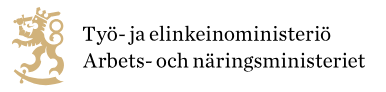 Työ- ja elinkeinoministeriö
Arbets- och näringsministeriet